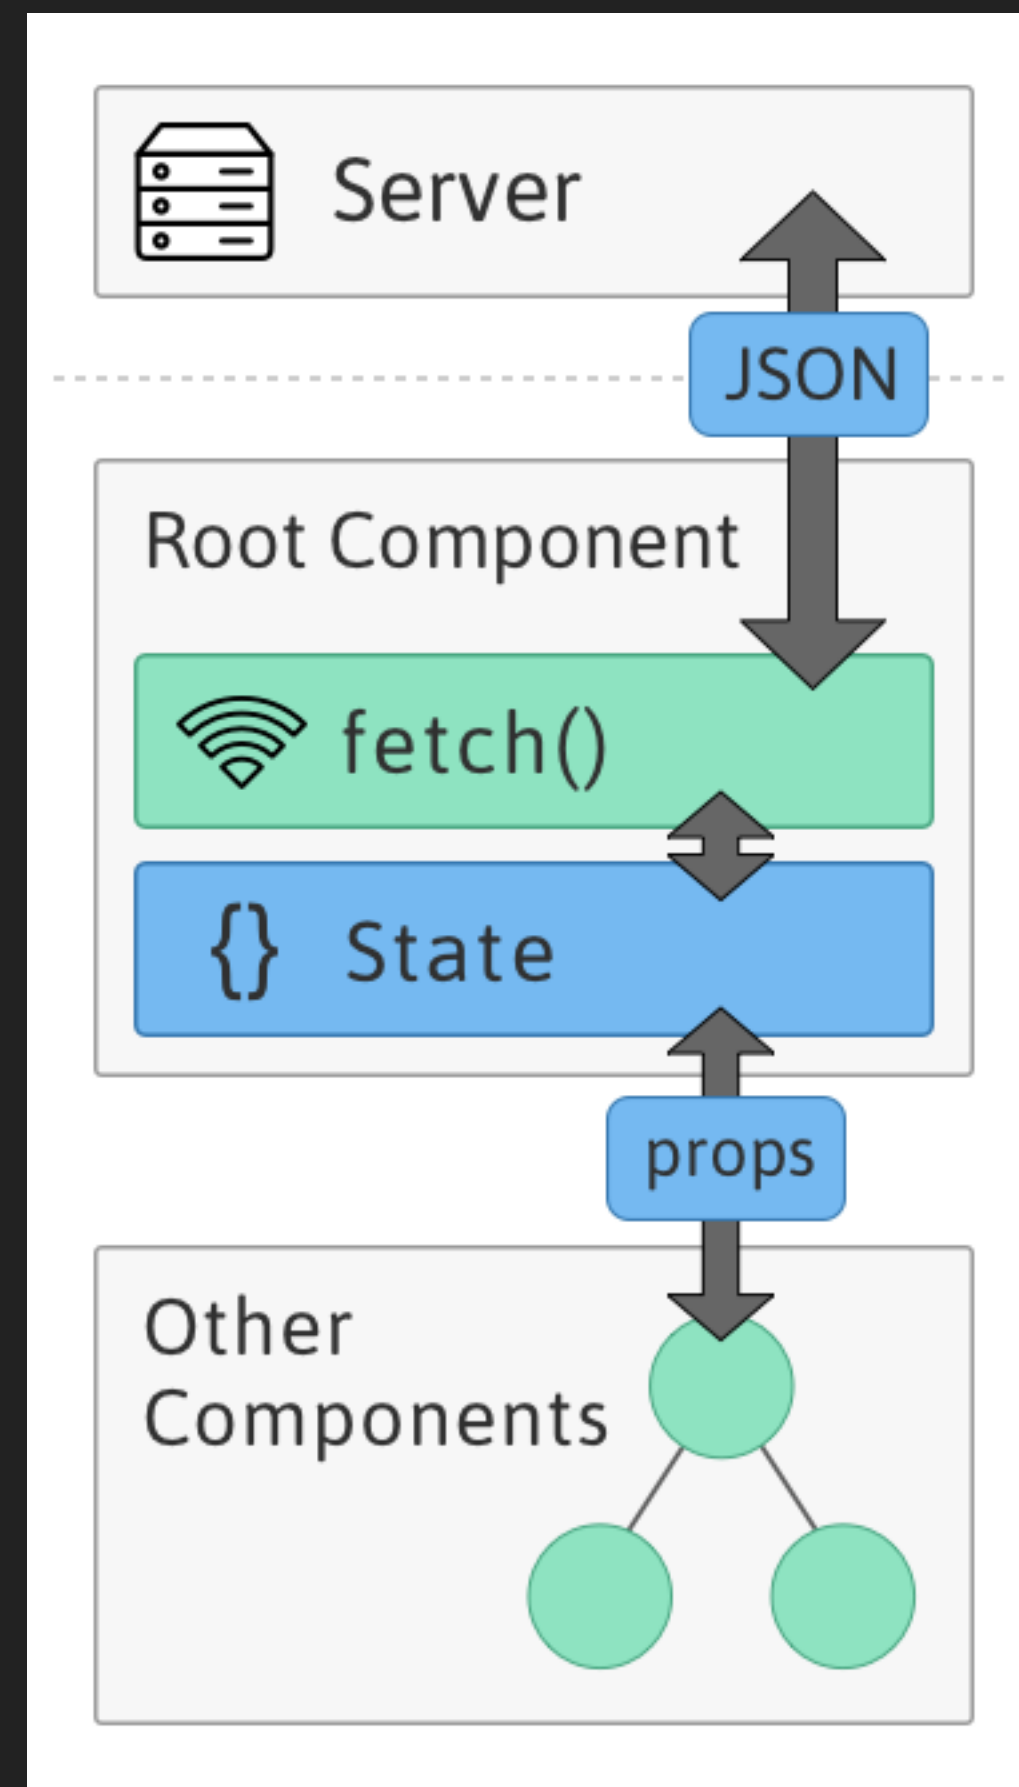 Server
JSON
Root Component
fetch()
{} State
props
Other
Components